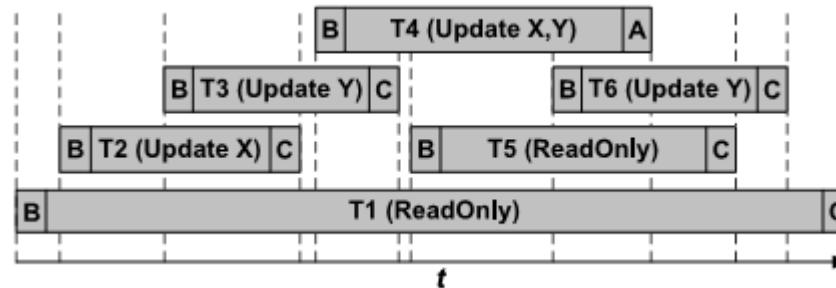 B T4 (Update X,Y) A
B T3 (Update Y) C B T6 (Update Y) C
B T2 (Update X) C B T5 (ReadOnly) C
B T1 (ReadOnly) C
t